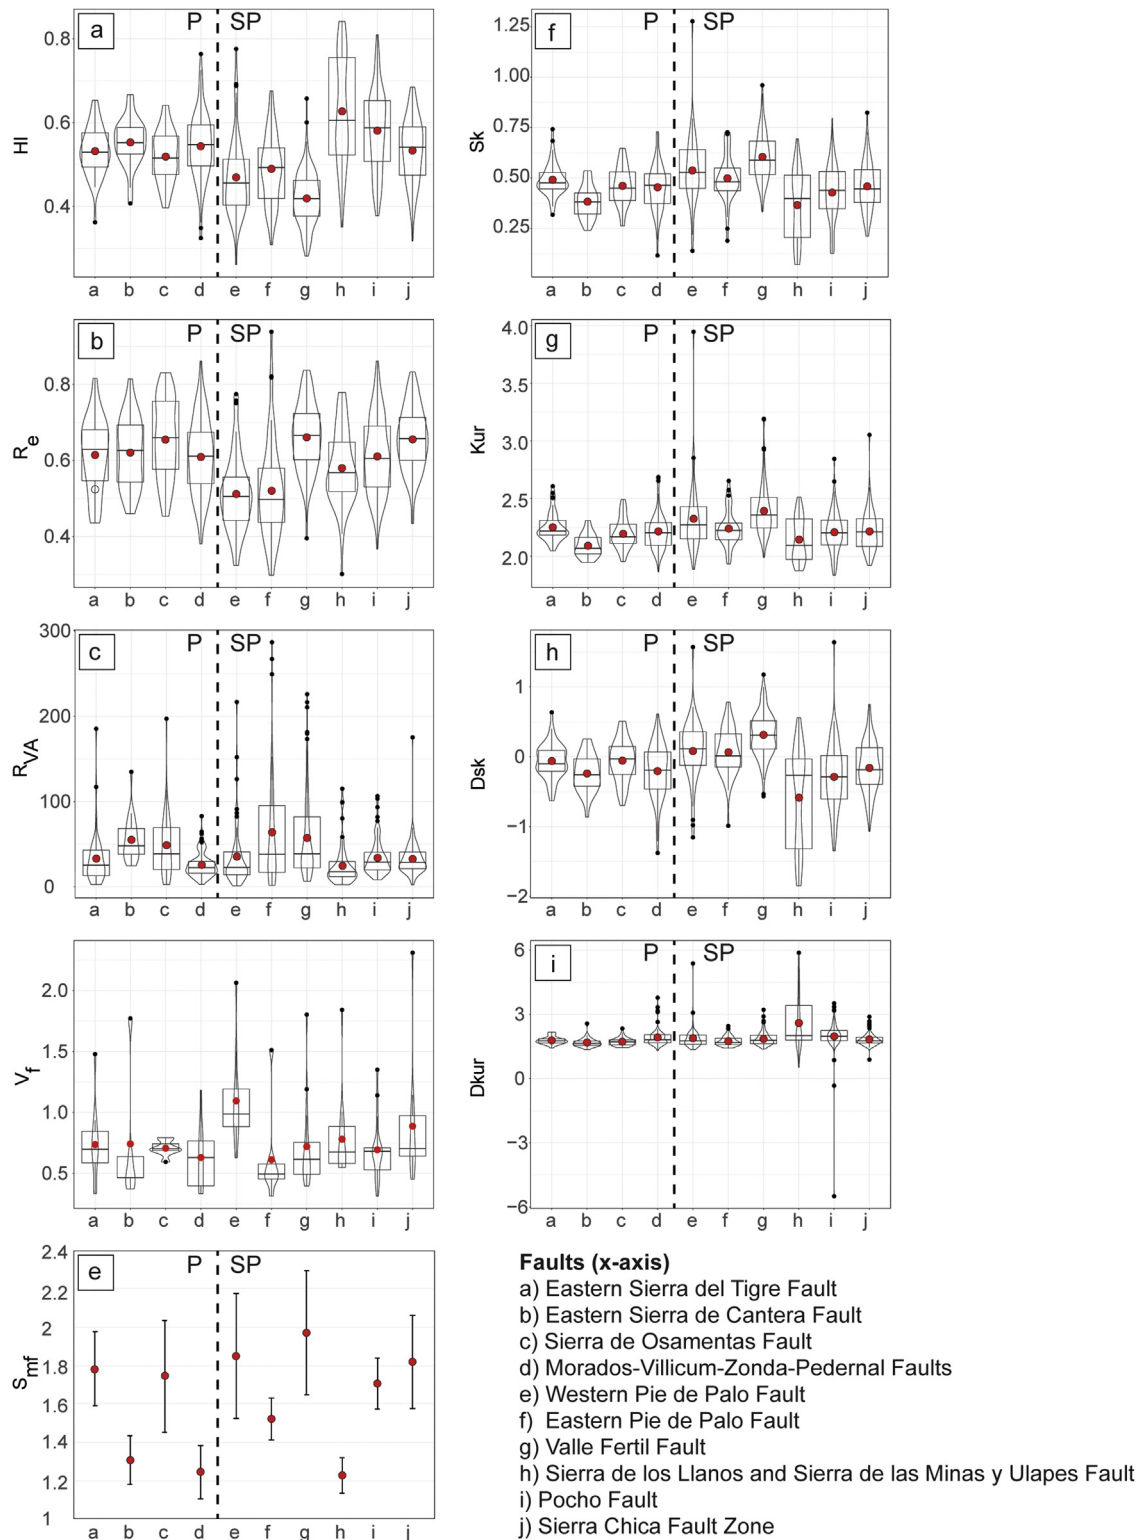 a
P
SP
HI
0.8
0.6
0.4
a b c d e f g h i j
b
P
SP
Re
0.8
0.6
0.4
a b c d e f g h i j
c
P
SP
RVA
300
200
100
0
a b c d e f g h i j
Vf
2.0
1.5
1.0
0.5
a b c d e f g h i j
e
P
SP
Smf
2.4
2.2
2
1.8
1.6
1.4
1.2
1
a b c d e f g h i j
f
P
SP
Sk
1.25
1.00
0.75
0.50
0.25
a b c d e f g h i j
g
P
SP
Kur
4.0
3.5
3.0
2.5
2.0
a b c d e f g h i j
h
P
SP
Dsk
1
0
−1
−2
a b c d e f g h i j
i
P
SP
Dkur
6
3
0
−3
−6
a b c d e f g h i j
Faults (x-axis)
a) Eastern Sierra del Tigre Fault
b) Eastern Sierra de Cantera Fault
c) Sierra de Osamentas Fault
d) Morados-Villicum-Zonda-Pedernal Faults
e) Western Pie de Palo Fault
f) Eastern Pie de Palo Fault
g) Valle Fertil Fault
h) Sierra de los Llanos and Sierra de las Minas y Ulapes Fault
i) Pocho Fault
j) Sierra Chica Fault Zone